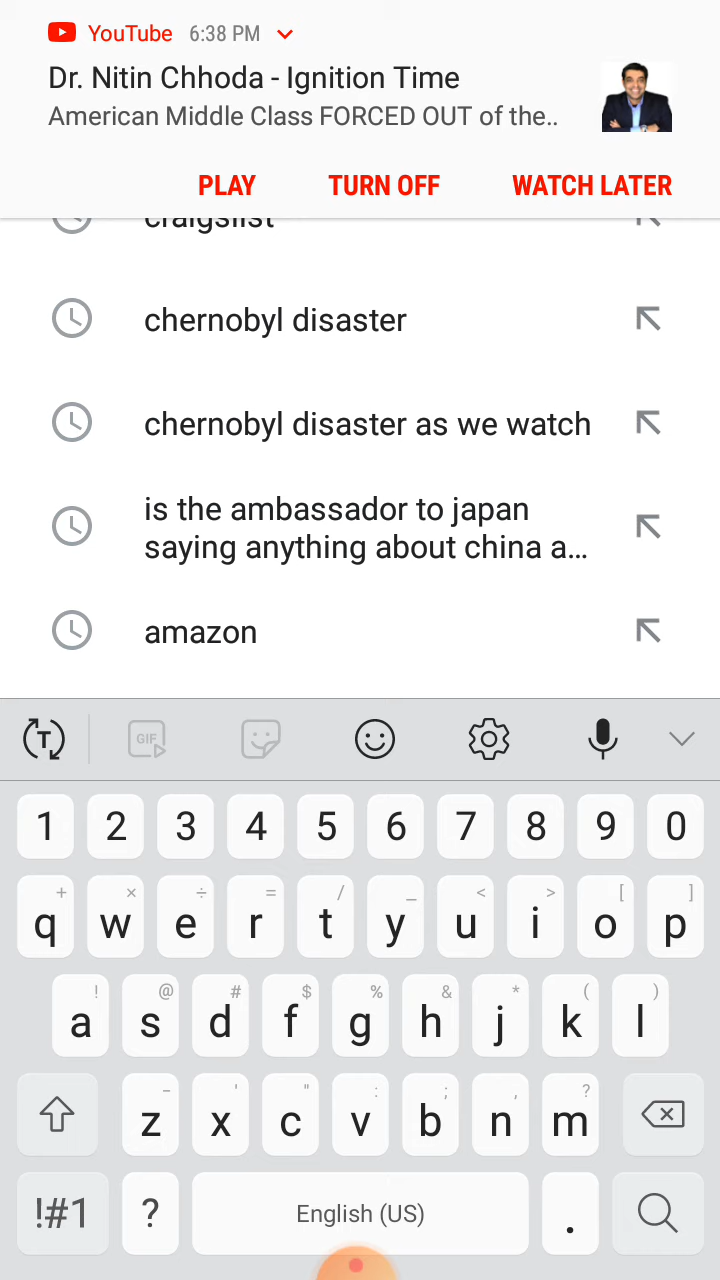 YouTube 6:38 PM
Dr. Nitin Chhoda - Ignition Time
American Middle Class FORCED OUT of the..
PLAY TURN OFF WATCH LATER
craigslist
chernobyl disaster
chernobyl disaster as we watch
is the ambassador to japan
saying anything about china a...
amazon
T GIF
1 2 3 4 5 6 7 8 9 0
+ × ÷ = / _ < > [ ]
q w e r t y u i o p
! @ # $ % & * ( )
a s d f g h j k l
- ' " : ; , ?
z x c v b n m
!#1 ? English (US) .